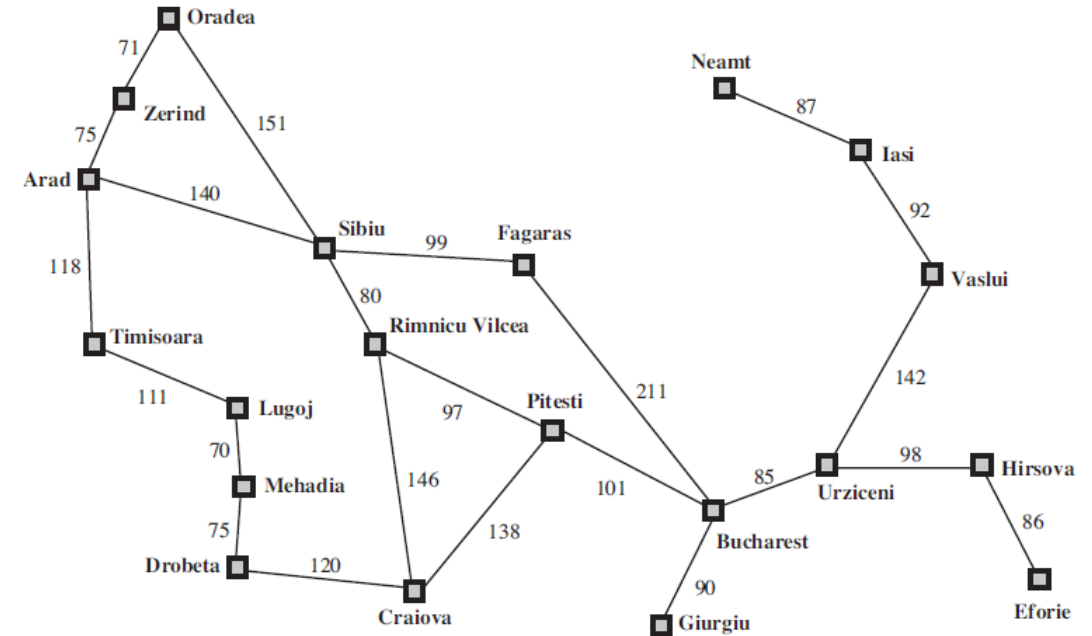 Oradea
71
Neamt
Zerind
87
75
151
Iasi
Arad
140
92
Sibiu
Fagaras
99
118
Vaslui
80
Timisoara
Rimnicu Vilcea
142
111
Pitesti
211
Lugoj
97
70
98
Hirsova
Mehadia
146
101
85
Urziceni
75
138
86
Bucharest
Drobeta
120
90
Craiova
Eforie
Giurgiu